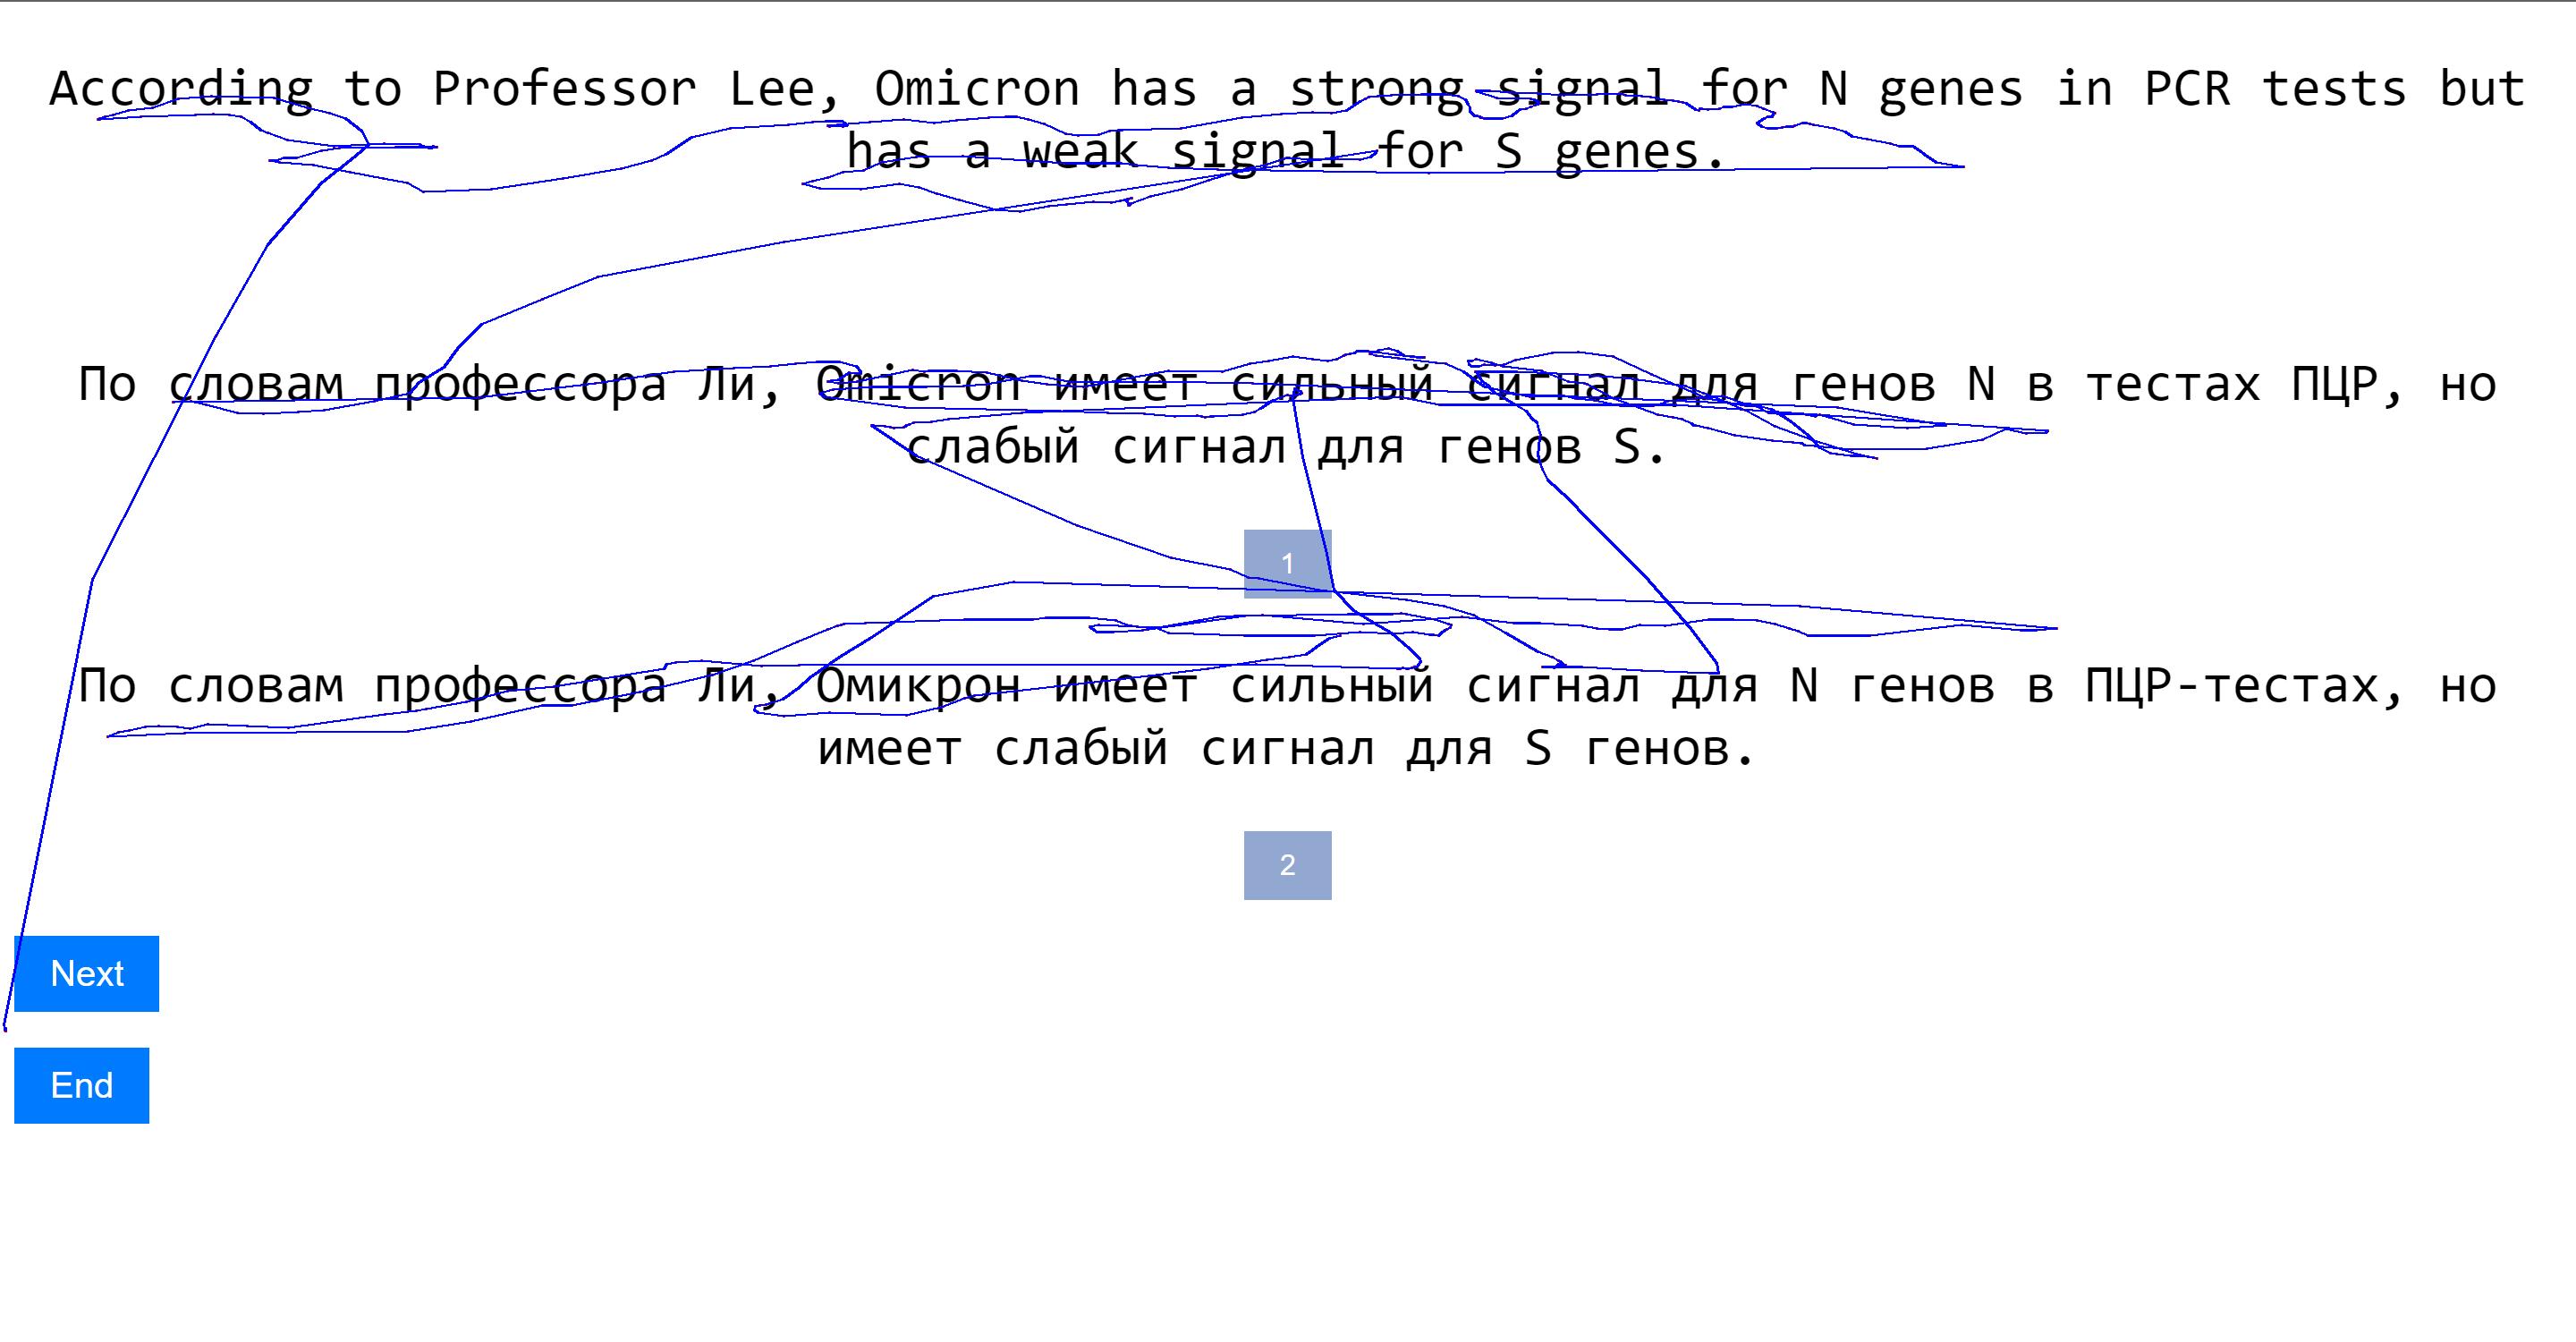 According to Professor Lee, Omicron has a strong signal for N genes in PCR tests but
has a weak signal for S genes.
По словам профессора Ли, Omicron имеет сильный сигнал для генов N в тестах ПЦР, но
слабый сигнал для генов S.
1
По словам профессора Ли, Омикрон имеет сильный сигнал для N генов в ПЦР-тестах, но
имеет слабый сигнал для S генов.
2
Next
End